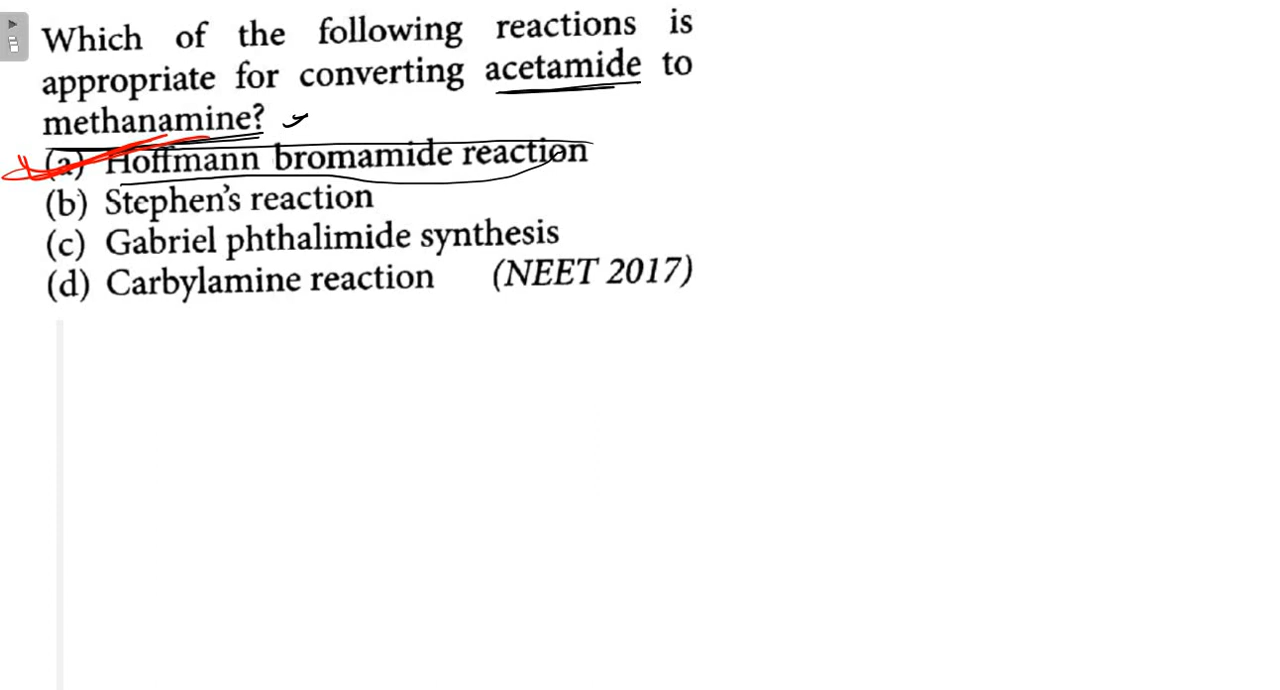 Which of the following reactions is
appropriate for converting acetamide to
methanamine?
(a) Hoffmann bromamide reaction
(b) Stephen's reaction
(c) Gabriel phthalimide synthesis
(d) Carbylamine reaction (NEET 2017)